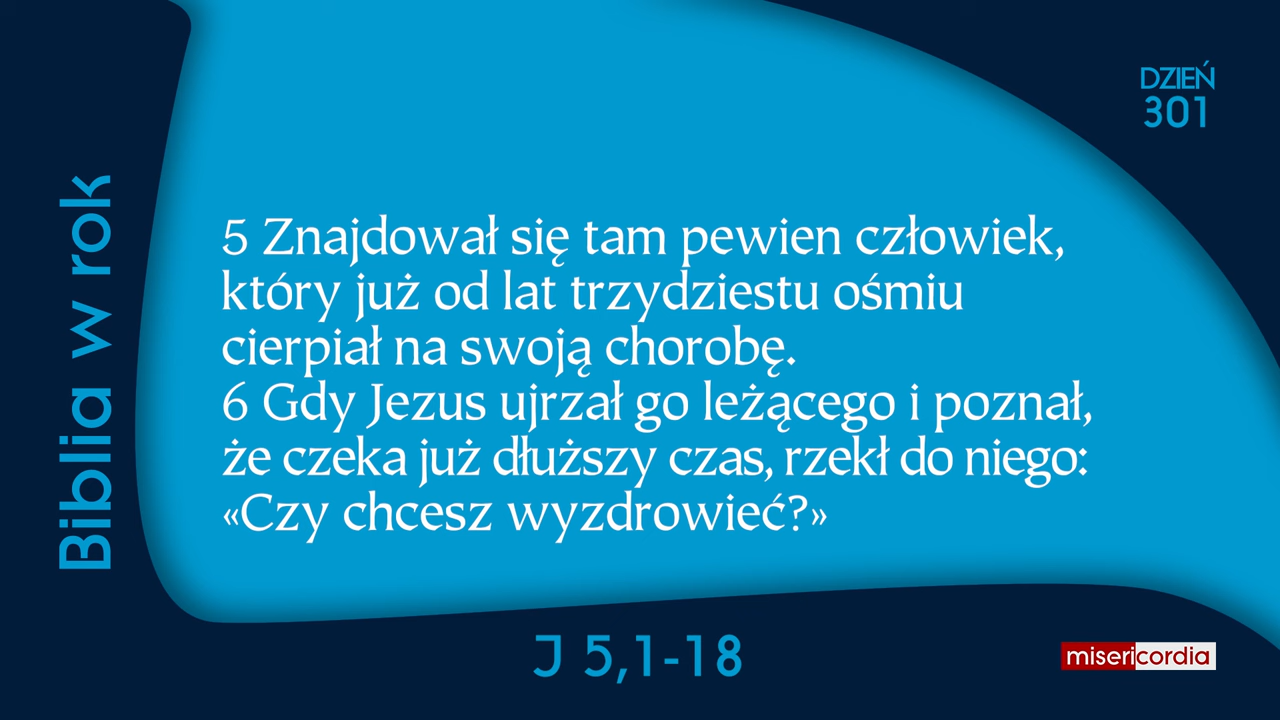 DZIEŃ
301
Biblia w rok
5 Znajdował się tam pewien człowiek,
który już od lat trzydziestu ośmiu
cierpiał na swoją chorobę.
6 Gdy Jezus ujrzał go leżącego i poznał,
że czeka już dłuższy czas, rzekł do niego:
«Czy chcesz wyzdrowieć?»
J 5,1-18
misericordia